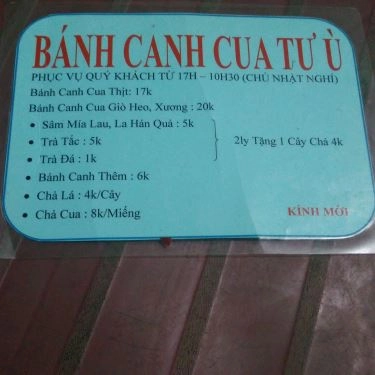 BÁNH CANH CUA TƯ Ù
PHỤC VỤ QUÝ KHÁCH TỪ 17H – 10H30 (CHỦ NHẬT NGHỈ)
Bánh Canh Cua Thịt: 17k
Bánh Canh Cua Giò Heo, Xương : 20k
• Sâm Mía Lau, La Hán Quả : 5k
• Trà Tắc : 5k
2ly Tặng 1 Cây Chả 4k
• Trà Đá : 1k
• Bánh Canh Thêm : 6k
• Chả Lá : 4k/Cây
• Chả Cua : 8k/Miếng
KÍNH MỜI